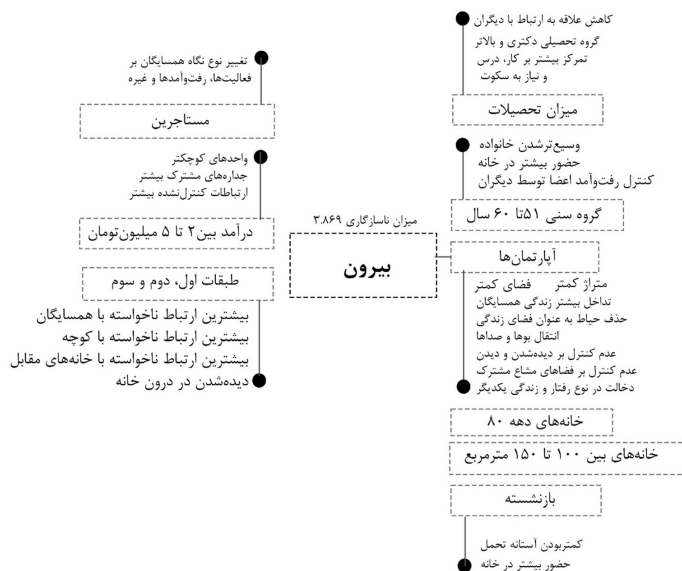 کاهش علاقه به ارتباط با دیگران
گروه تحصیلی دکتری و بالاتر
تمرکز بیشتر بر کار، درس
و نیاز به سکوت
میزان تحصیلات
وسیع‌ترشدن خانواده
حضور بیشتر در خانه
کنترل رفت‌وآمد اعضا توسط دیگران
گروه سنی ۵۱تا ۶۰ سال
آپارتمان‌ها
متراژ کمتر فضای کمتر
تداخل بیشتر زندگی همسایگان
حذف حیاط به عنوان فضای زندگی
انتقال بوها و صداها
عدم کنترل بر دیده‌شدن و دیدن
عدم کنترل بر فضاهای مشاع مشترک
دخالت در نوع رفتار و زندگی یکدیگر
خانه‌های دهه ۸۰
خانه‌های بین ۱۰۰ تا ۱۵۰ مترمربع
بازنشسته
کمتربودن آستانه تحمل
حضور بیشتر در خانه
میزان ناسازگاری ۳.۸۶۹
بیرون
تغییر نوع نگاه همسایگان بر
فعالیت‌ها، رفت‌وآمدها و غیره
مستاجرین
واحدهای کوچکتر
جداره‌های مشترک بیشتر
ارتباطات کنترل‌نشده بیشتر
درآمد بین۲ تا ۵ میلیون‌تومان
طبقات اول، دوم و سوم
بیشترین ارتباط ناخواسته با همسایگان
بیشترین ارتباط ناخواسته با کوچه
بیشترین ارتباط ناخواسته با خانه‌های مقابل
دیده‌شدن در درون خانه